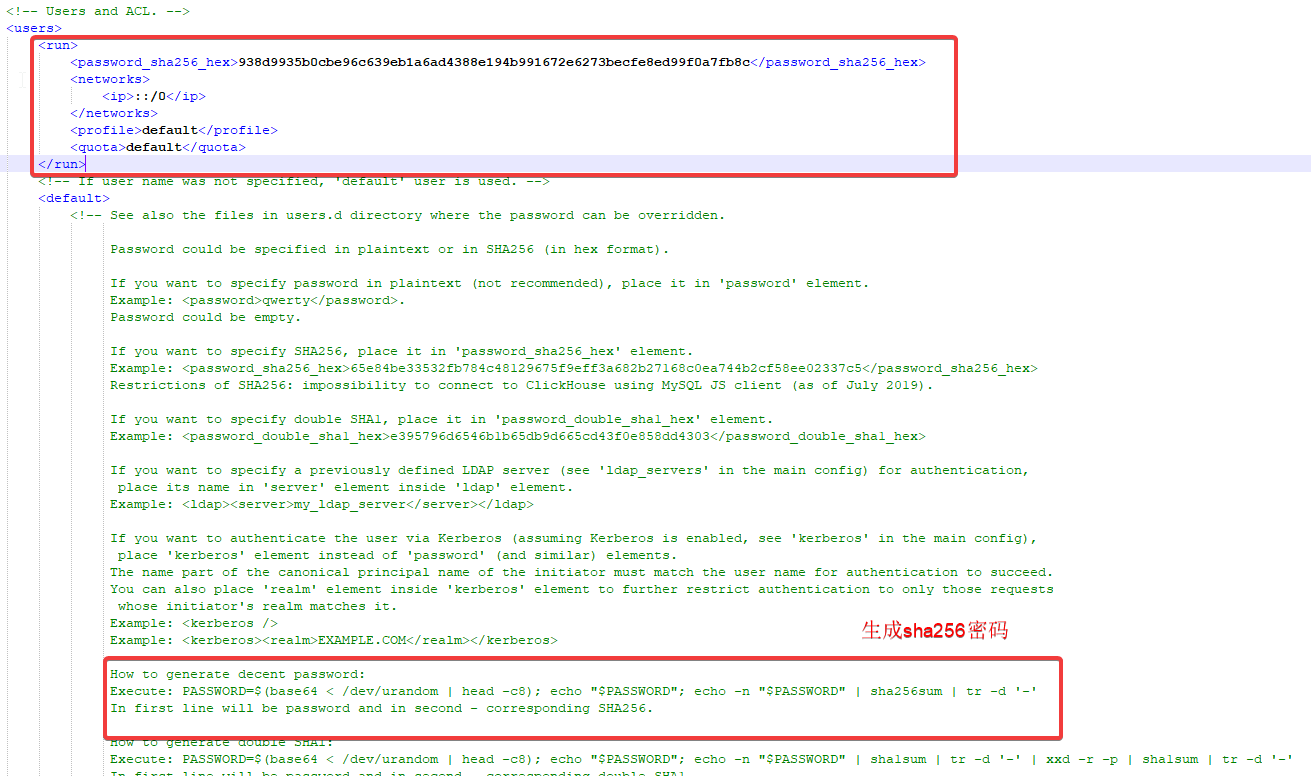 <!-- Users and ACL. -->
<users>
<run>
<password_sha256_hex>938d9935b0cbe96c639eb1a6ad4388e194b991672e6273becfe8ed99f0a7fb8c</password_sha256_hex>
<networks>
<ip>::/0</ip>
</networks>
<profile>default</profile>
<quota>default</quota>
</run>
<!-- If user name was not specified, 'default' user is used. -->
<default>
<!-- See also the files in users.d directory where the password can be overridden.
Password could be specified in plaintext or in SHA256 (in hex format).
If you want to specify password in plaintext (not recommended), place it in 'password' element.
Example: <password>qwerty</password>.
Password could be empty.
If you want to specify SHA256, place it in 'password_sha256_hex' element.
Example: <password_sha256_hex>65e84be33532fb784c48129675f9eff3a682b27168c0ea744b2cf58ee02337c5</password_sha256_hex>
Restrictions of SHA256: impossibility to connect to ClickHouse using MySQL JS client (as of July 2019).
If you want to specify double SHA1, place it in 'password_double_sha1_hex' element.
Example: <password_double_sha1_hex>e395796d6546b1b65db9d665cd43f0e858dd4303</password_double_sha1_hex>
If you want to specify a previously defined LDAP server (see 'ldap_servers' in the main config) for authentication,
place its name in 'server' element inside 'ldap' element.
Example: <ldap><server>my_ldap_server</server></ldap>
If you want to authenticate the user via Kerberos (assuming Kerberos is enabled, see 'kerberos' in the main config),
place 'kerberos' element instead of 'password' (and similar) elements.
The name part of the canonical principal name of the initiator must match the user name for authentication to succeed.
You can also place 'realm' element inside 'kerberos' element to further restrict authentication to only those requests
whose initiator's realm matches it.
Example: <kerberos />
Example: <kerberos><realm>EXAMPLE.COM</realm></kerberos>
生成sha256密码
How to generate decent password:
Execute: PASSWORD=$(base64 < /dev/urandom | head -c8); echo "$PASSWORD"; echo -n "$PASSWORD" | sha256sum | tr -d '-'
In first line will be password and in second - corresponding SHA256.
How to generate double SHA1:
Execute: PASSWORD=$(base64 < /dev/urandom | head -c8); echo "$PASSWORD"; echo -n "$PASSWORD" | sha1sum | tr -d '-' | xxd -r -p | sha1sum | tr -d '-'
In first line will be password and in second - corresponding double SHA1.